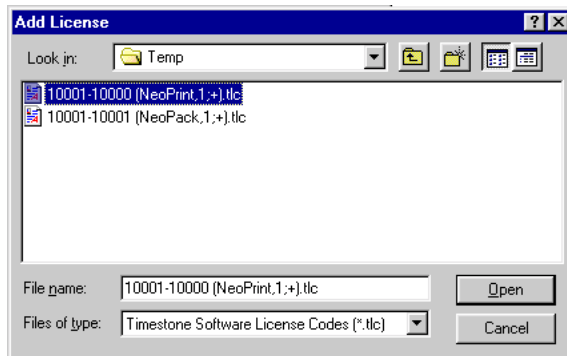 Add License
Look in: Temp
10001-10000 (NeoPrint,1;+).tlc
10001-10001 (NeoPack,1;+).tlc
File name: 10001-10000 (NeoPrint,1;+).tlc Open
Files of type: Timestone Software License Codes (*.tlc) Cancel